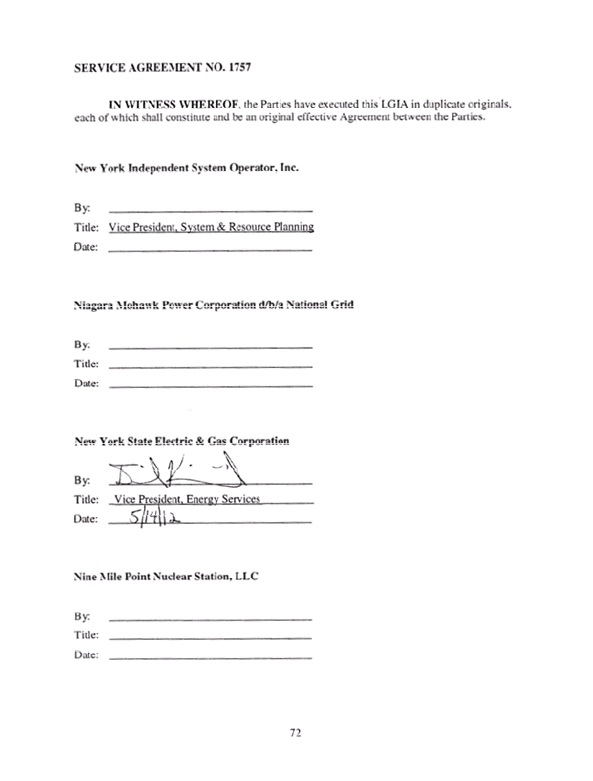 SERVICE AGREEMENT NO. 1757
IN WITNESS WHEREOF, the Parties have executed this LGIA in duplicate originals,
each of which shall constitute and be an original effective Agreement between the Parties.
New York Independent System Operator, Inc.
By:
Title: Vice President, System & Resource Planning
Date:
Niagara Mohawk Power Corporation d/b/a National Grid
By:
Title:
Date:
New York State Electric & Gas Corporation
By:
Title: Vice President, Energy Services
Date: 5/14/12
Nine Mile Point Nuclear Station, LLC
By:
Title:
Date:
72